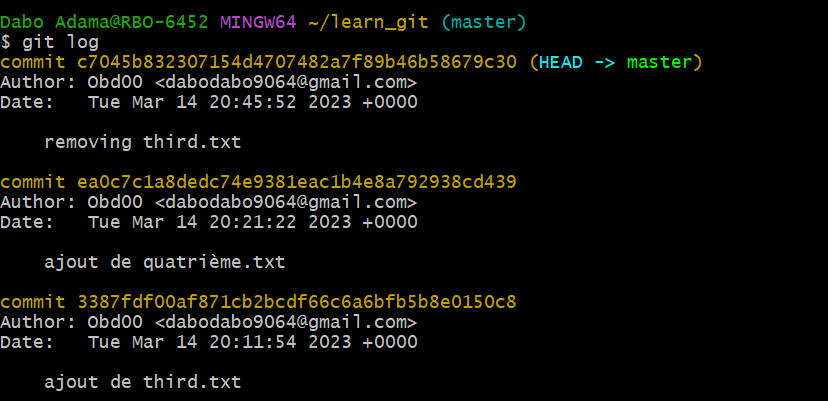 Dabo Adama@RBO-6452 MINGW64 ~/learn_git (master)
$ git log
commit c7045b832307154d4707482a7f89b46b58679c30 (HEAD -> master)
Author: Obd00 <dabodabo9064@gmail.com>
Date:   Tue Mar 14 20:45:52 2023 +0000

    removing third.txt

commit ea0c7c1a8dedc74e9381eac1b4e8a792938cd439
Author: Obd00 <dabodabo9064@gmail.com>
Date:   Tue Mar 14 20:21:22 2023 +0000

    ajout de quatrième.txt

commit 3387fdf00af871cb2bcdf66c6a6bfb5b8e0150c8
Author: Obd00 <dabodabo9064@gmail.com>
Date:   Tue Mar 14 20:11:54 2023 +0000

    ajout de third.txt